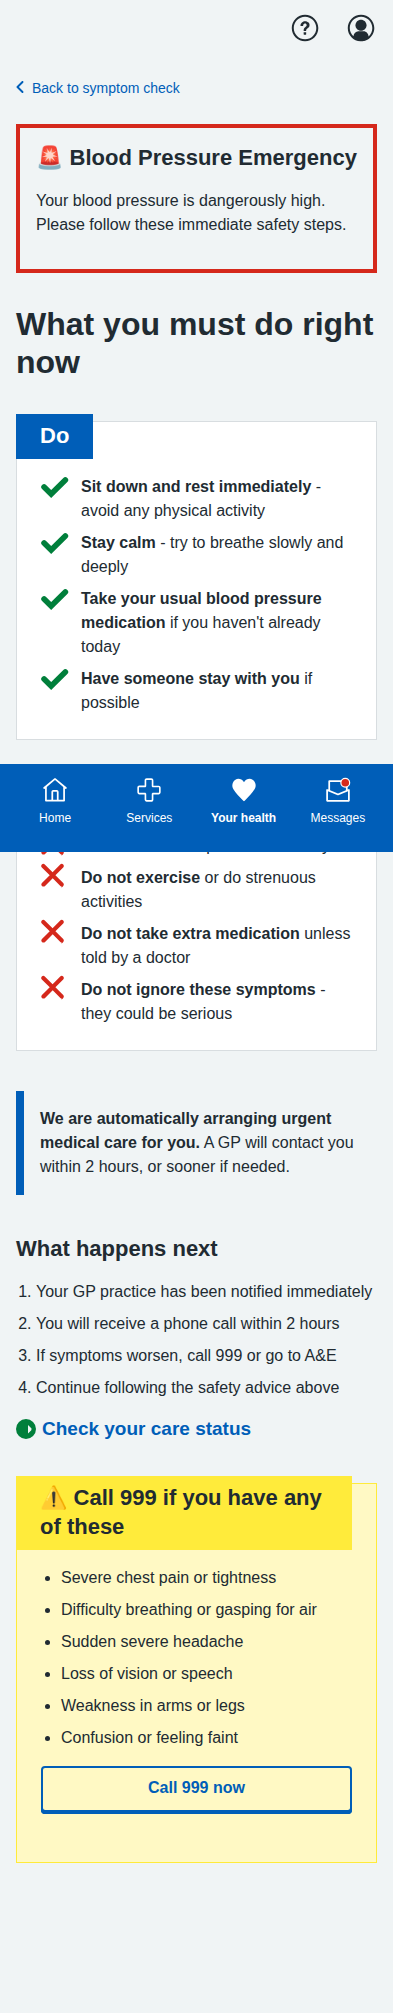 Back to symptom check
🚨 Blood Pressure Emergency
Your blood pressure is dangerously high.
Please follow these immediate safety steps.
What you must do right
now
Do
Sit down and rest immediately -
avoid any physical activity
Stay calm - try to breathe slowly and
deeply
Take your usual blood pressure
medication if you haven't already
today
Have someone stay with you if
possible
Home
Services
Your health
Messages
Do not exercise or do strenuous
activities
Do not take extra medication unless
told by a doctor
Do not ignore these symptoms -
they could be serious
We are automatically arranging urgent
medical care for you. A GP will contact you
within 2 hours, or sooner if needed.
What happens next
1. Your GP practice has been notified immediately
2. You will receive a phone call within 2 hours
3. If symptoms worsen, call 999 or go to A&E
4. Continue following the safety advice above
Check your care status
⚠️ Call 999 if you have any
of these
• Severe chest pain or tightness
• Difficulty breathing or gasping for air
• Sudden severe headache
• Loss of vision or speech
• Weakness in arms or legs
• Confusion or feeling faint
Call 999 now